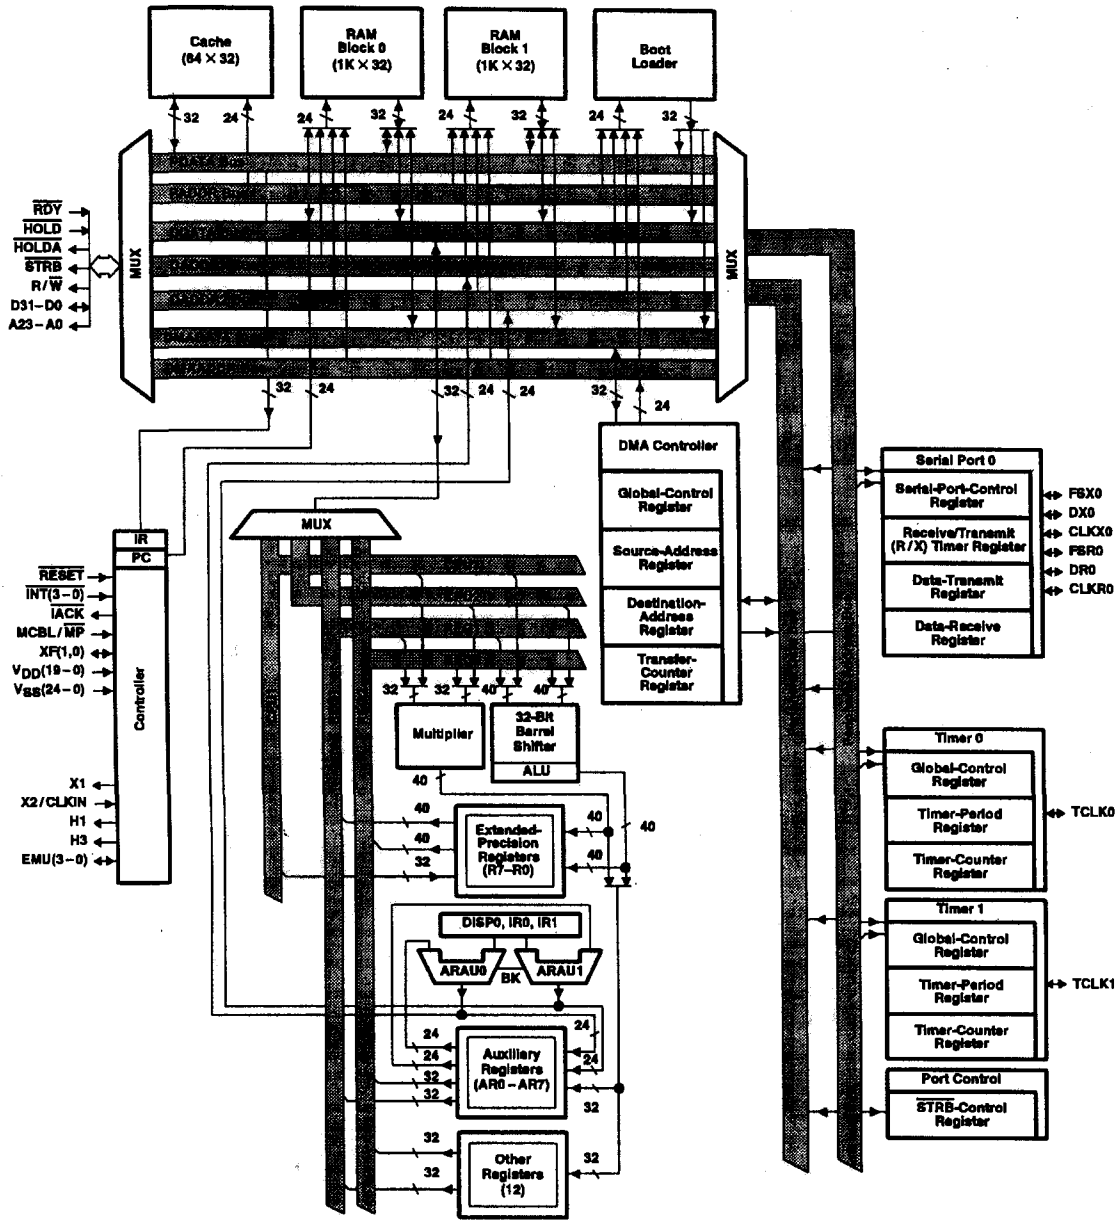 Cache
(64 × 32)
RAM
Block 0
(1K × 32)
RAM
Block 1
(1K × 32)
Boot
Loader
32
24
24
32
24
32
24
32
RDY
HOLD
HOLDA
STRB
R/W
D31–D0
A23–A0
MUX
MUX
32
24
32
24
24
32
24
IR
PC
Controller
RESET
INT(3–0)
IACK
MCBL/MP
XF(1,0)
VDD(19–0)
VSS(24–0)
X1
X2/CLKIN
H1
H3
EMU(3–0)
MUX
32
32
40
40
Multiplier
32-Bit
Barrel
Shifter
ALU
40
40
40
32
Extended-
Precision
Registers
(R7–R0)
40
40
40
DISP0, IR0, IR1
ARAU0
BK
ARAU1
24
24
32
32
Auxiliary
Registers
(AR0–AR7)
24
24
32
32
32
Other
Registers
(12)
32
DMA Controller
Global-Control
Register
Source-Address
Register
Destination-
Address
Register
Transfer-
Counter
Register
Serial Port 0
Serial-Port-Control
Register
Receive/Transmit
(R/X) Timer Register
Data-Transmit
Register
Data-Receive
Register
FSX0
DX0
CLKX0
FSR0
DR0
CLKR0
Timer 0
Global-Control
Register
Timer-Period
Register
Timer-Counter
Register
TCLK0
Timer 1
Global-Control
Register
Timer-Period
Register
Timer-Counter
Register
TCLK1
Port Control
STRB-Control
Register